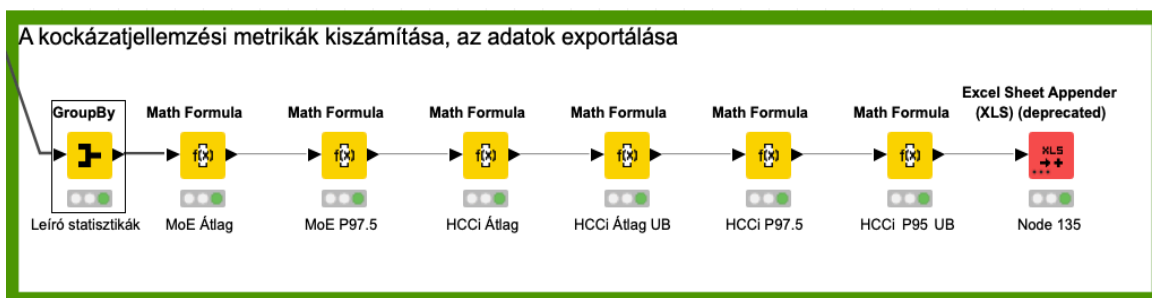 A kockázatjellemzési metrikák kiszámítása, az adatok exportálása
Excel Sheet Appender
GroupBy Math Formula Math Formula Math Formula Math Formula Math Formula Math Formula (XLS) (deprecated)
f(x) f(x) f(x) f(x) f(x) f(x) XLS
Leíró statisztikák MoE Átlag MoE P97.5 HCCi Átlag HCCi Átlag UB HCCi P97.5 HCCi P95 UB Node 135